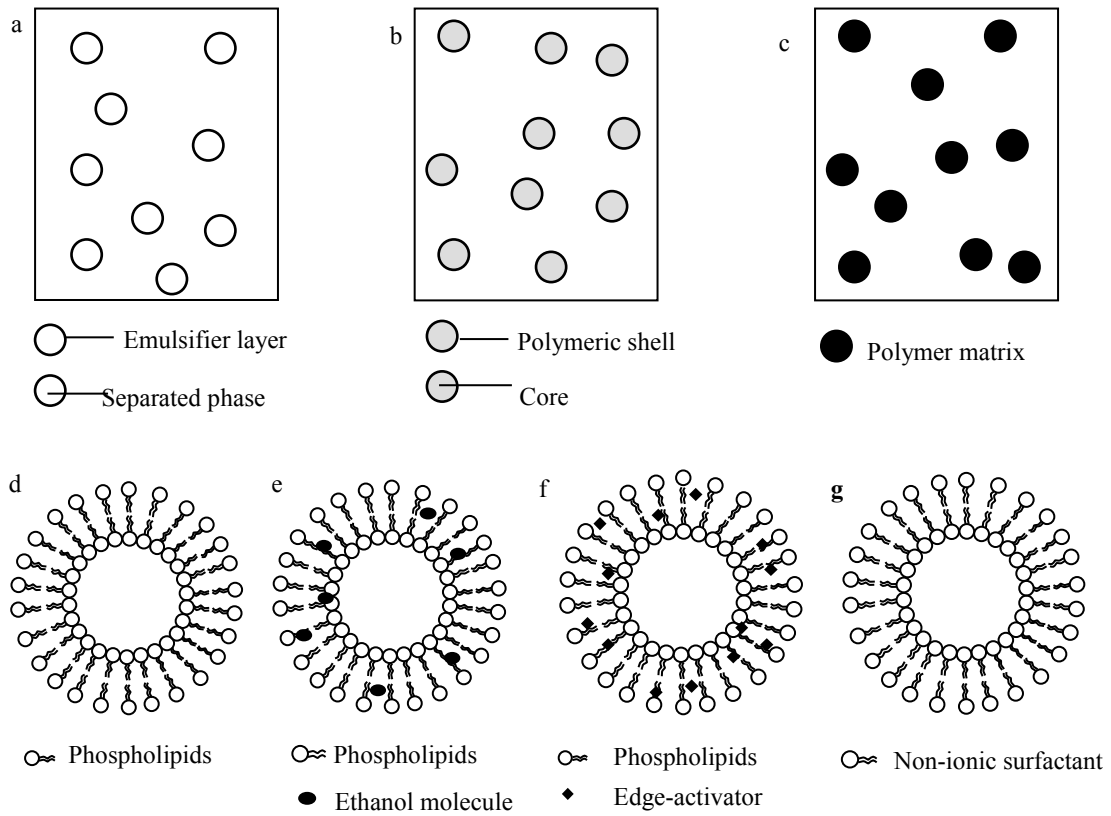 a
b
c
Emulsifier layer
Separated phase
Polymeric shell
Core
Polymer matrix
d
e
f
g
Phospholipids
Phospholipids
Ethanol molecule
Phospholipids
Edge-activator
Non-ionic surfactant